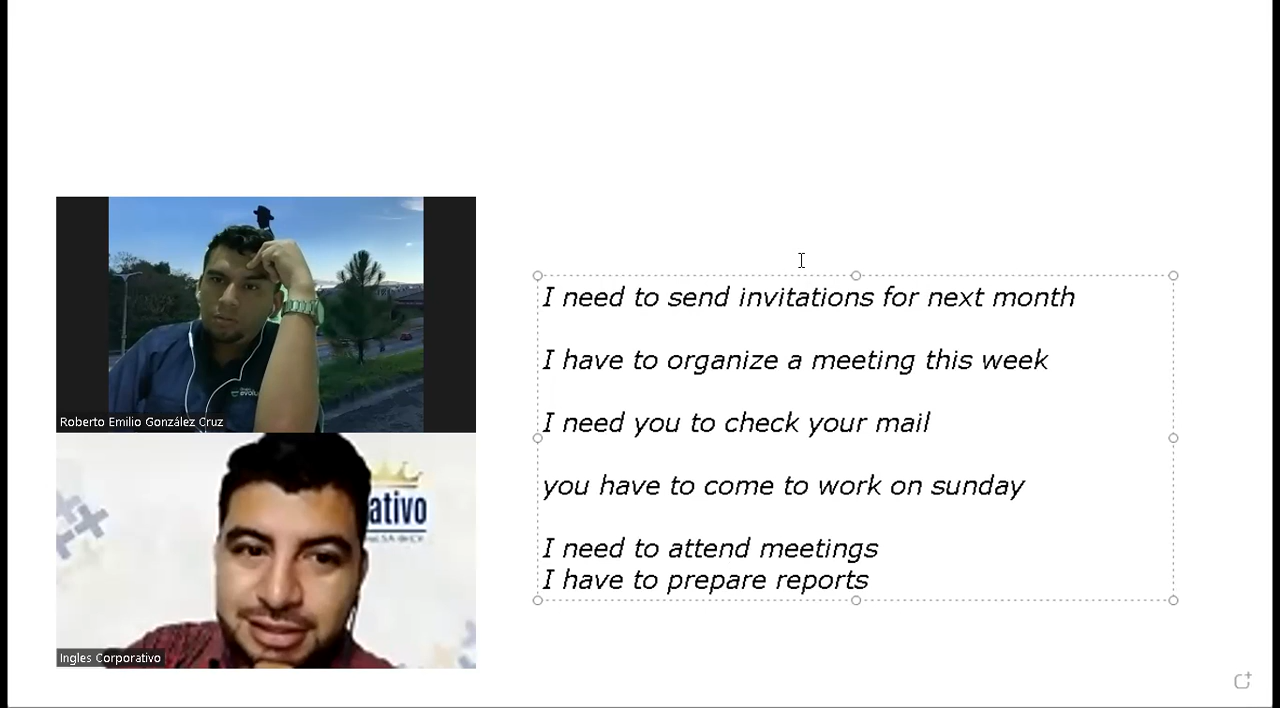 I need to send invitations for next month
I have to organize a meeting this week
I need you to check your mail
you have to come to work on sunday
I need to attend meetings
I have to prepare reports
Roberto Emilio González Cruz
ativo
Ingles Corporativo